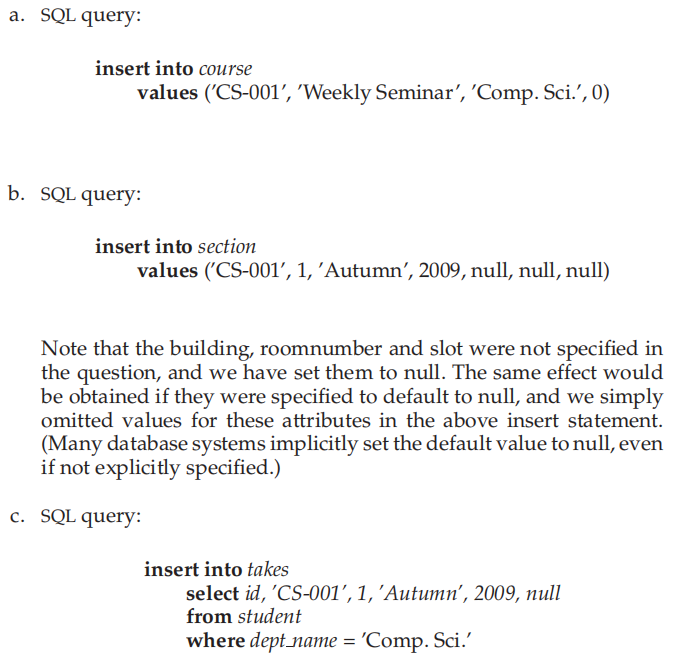 a. SQL query:
insert into course
values (’CS-001’, ’Weekly Seminar’, ’Comp. Sci.’, 0)
b. SQL query:
insert into section
values (’CS-001’, 1, ’Autumn’, 2009, null, null, null)
Note that the building, roomnumber and slot were not specified in
the question, and we have set them to null. The same effect would
be obtained if they were specified to default to null, and we simply
omitted values for these attributes in the above insert statement.
(Many database systems implicitly set the default value to null, even
if not explicitly specified.)
c. SQL query:
insert into takes
select id, ’CS-001’, 1, ’Autumn’, 2009, null
from student
where dept_name = ’Comp. Sci.’